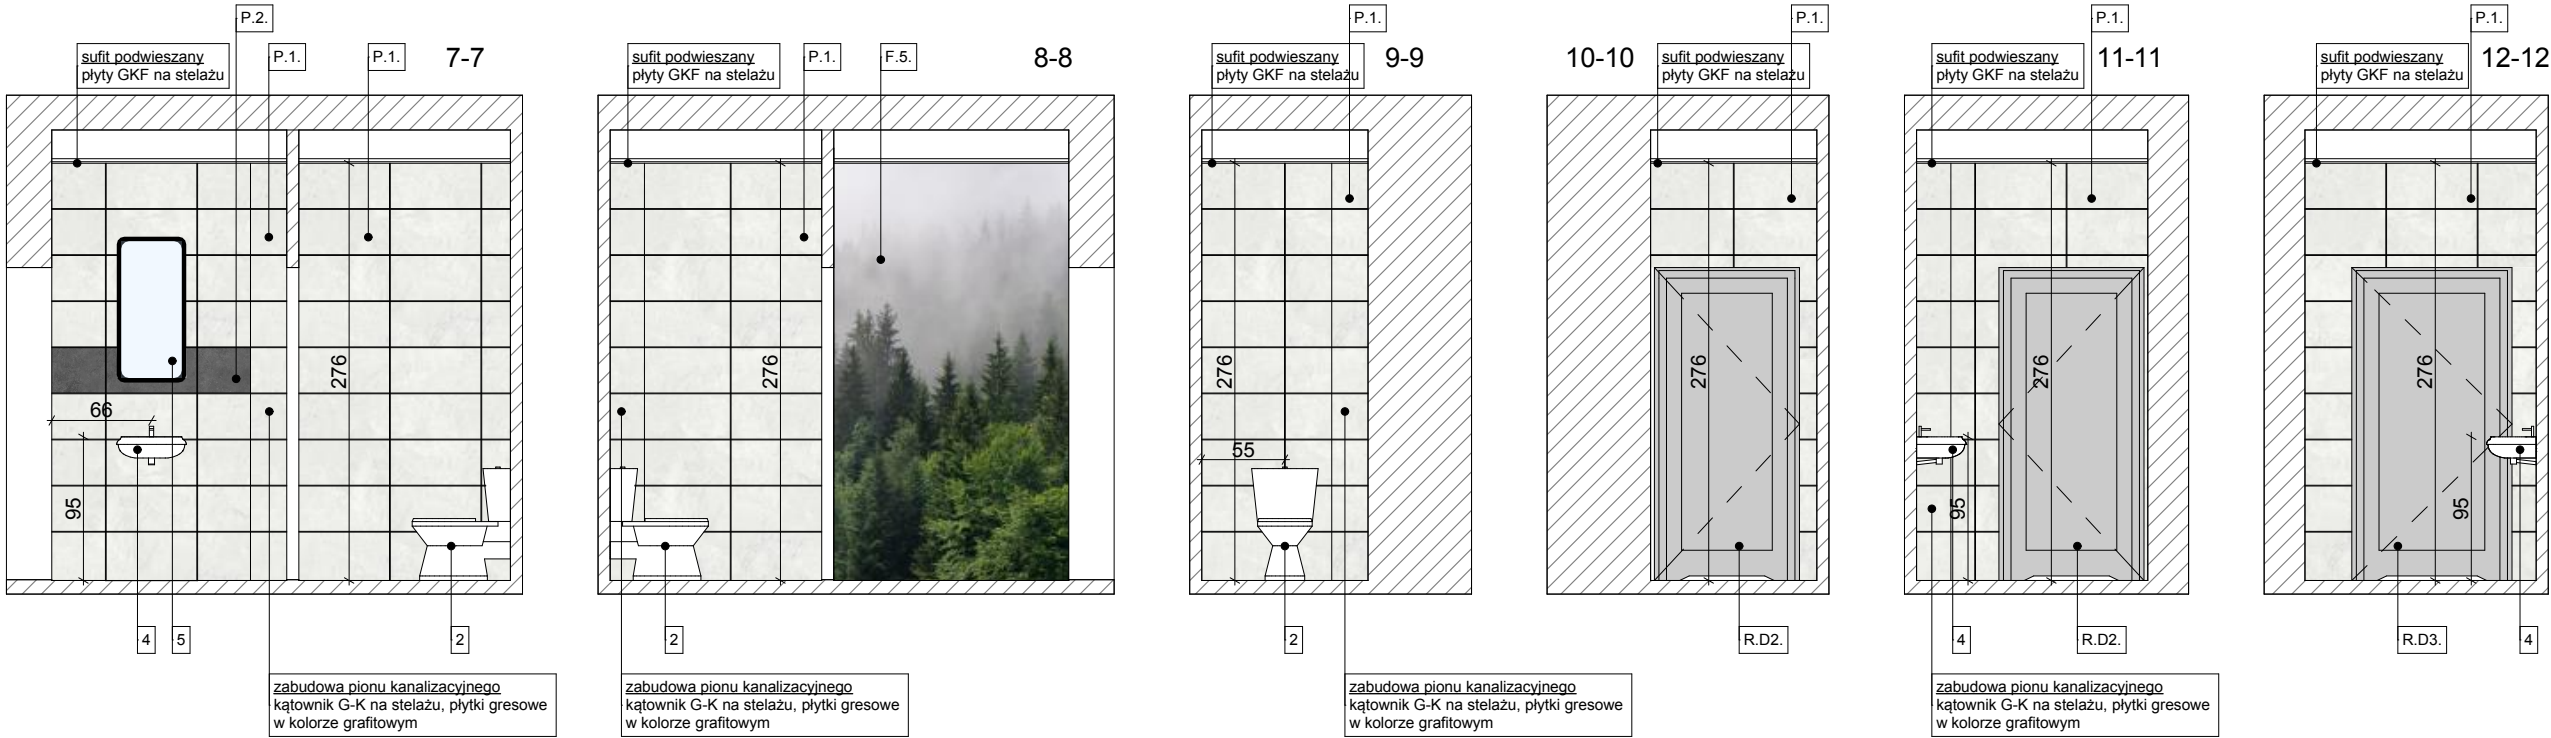 P.2.
sufit podwieszany
płyty GKF na stelażu
P.1.
P.1.
7-7
276
66
95
4
5
2
zabudowa pionu kanalizacyjnego
kątownik G-K na stelażu, płytki gresowe
w kolorze grafitowym
sufit podwieszany
płyty GKF na stelażu
P.1.
F.5.
8-8
276
2
zabudowa pionu kanalizacyjnego
kątownik G-K na stelażu, płytki gresowe
w kolorze grafitowym
P.1.
sufit podwieszany
płyty GKF na stelażu
9-9
276
55
2
zabudowa pionu kanalizacyjnego
kątownik G-K na stelażu, płytki gresowe
w kolorze grafitowym
P.1.
10-10
sufit podwieszany
płyty GKF na stelażu
276
R.D2.
P.1.
sufit podwieszany
płyty GKF na stelażu
11-11
276
95
4
R.D2.
zabudowa pionu kanalizacyjnego
kątownik G-K na stelażu, płytki gresowe
w kolorze grafitowym
P.1.
sufit podwieszany
płyty GKF na stelażu
12-12
276
95
R.D3.
4